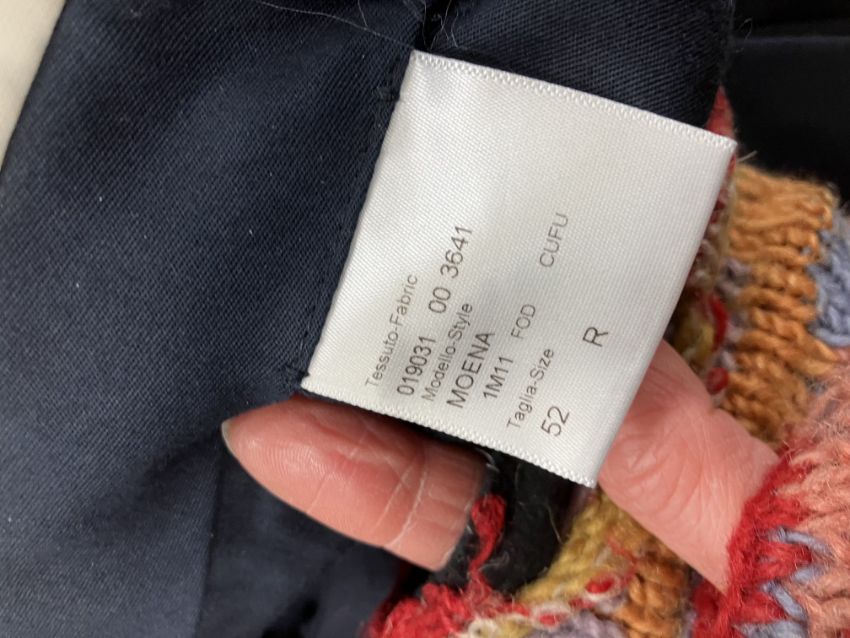 Tessuto-Fabric
019031 00 3641
Modello-Style
MOENA
1M11 FOD CUFU
Taglia-Size
52 R